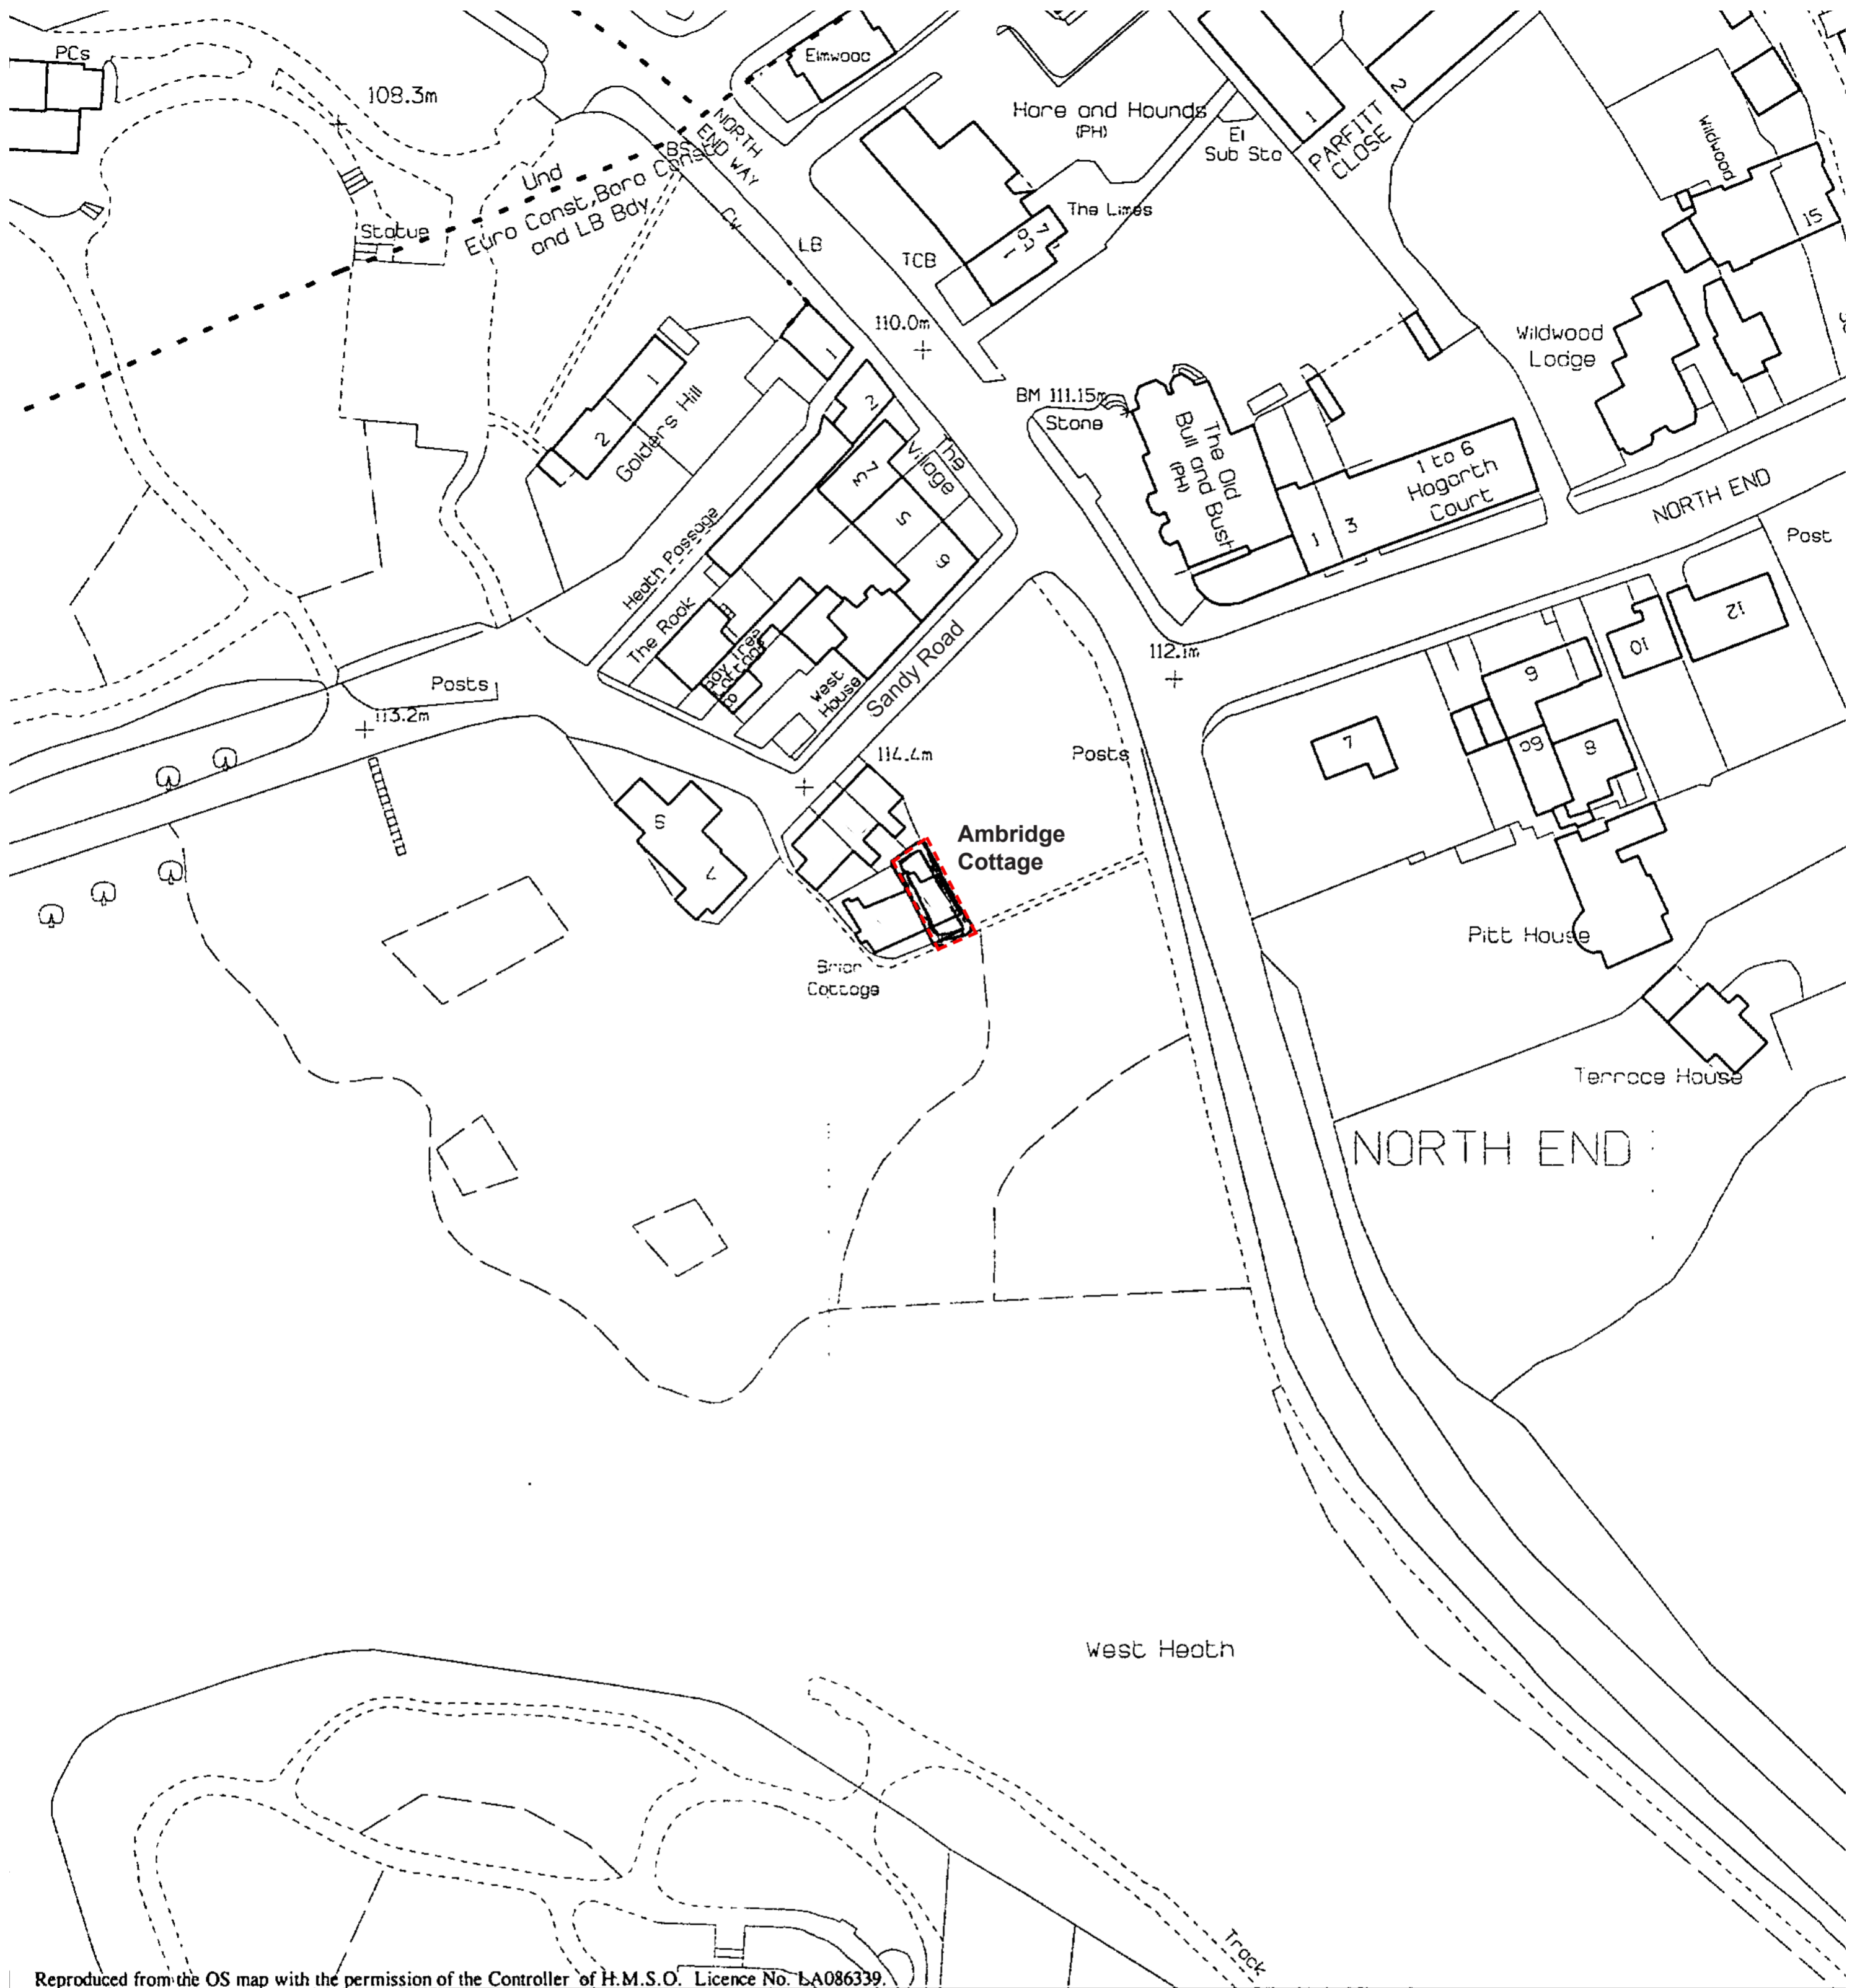 PCs
108.3m
Elmwood
Hare and Hounds
(PH)
El
Sub Sta
1
2
PARFITT
CLOSE
Wildwood
15
NORTH
END WAY
BS
Und
Euro Const, Boro Const
and LB Bdy
Statue
CW
LB
TCB
The Limes
110.0m
1
2
Golders Hill
1
2
The
Village
5
BM 111.15m
Stone
The Old
Bull and Bush
(PH)
1 to 6
Hogarth
Court
1
3
Wildwood
Lodge
NORTH END
Post
Heath Passage
The Rook
West
House
Sandy Road
112.1m
12
10
8
Posts
113.2m
114.4m
Posts
Ambridge
Cottage
Briar
Cottage
Pitt House
Terrace House
NORTH END
West Heath
Track
Reproduced from the OS map with the permission of the Controller of H.M.S.O. Licence No. LA086339.